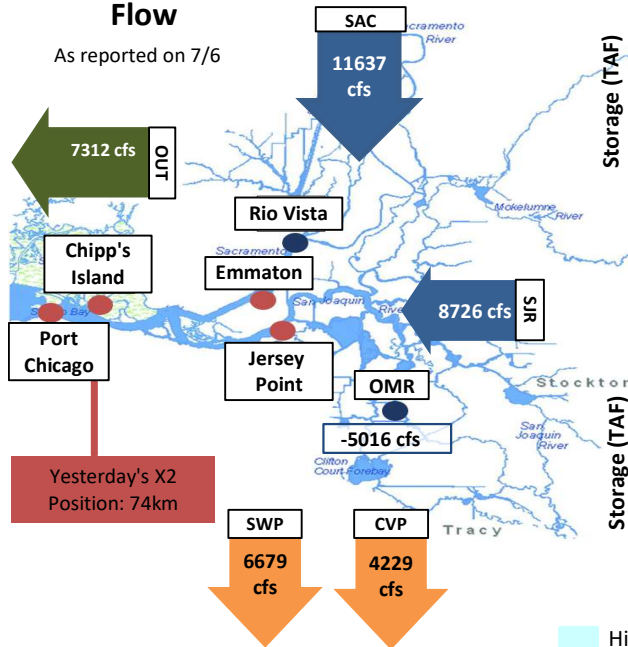 Flow
As reported on 7/6
SAC
Sacramento
River
11637
cfs
Storage (TAF)
7312 cfs
OUT
Mokelumne
River
Rio Vista
Chipp's
Island
Sacramento
Emmaton
San Joaquin
River
8726 cfs
SJR
Bay
Port
Chicago
Jersey
Point
OMR
Stockton
-5016 cfs
San
Joaquin
River
Storage (TAF)
Clifton
Court Forebay
Yesterday's X2
Position: 74km
Tracy
SWP
CVP
6679
cfs
4229
cfs
Hi